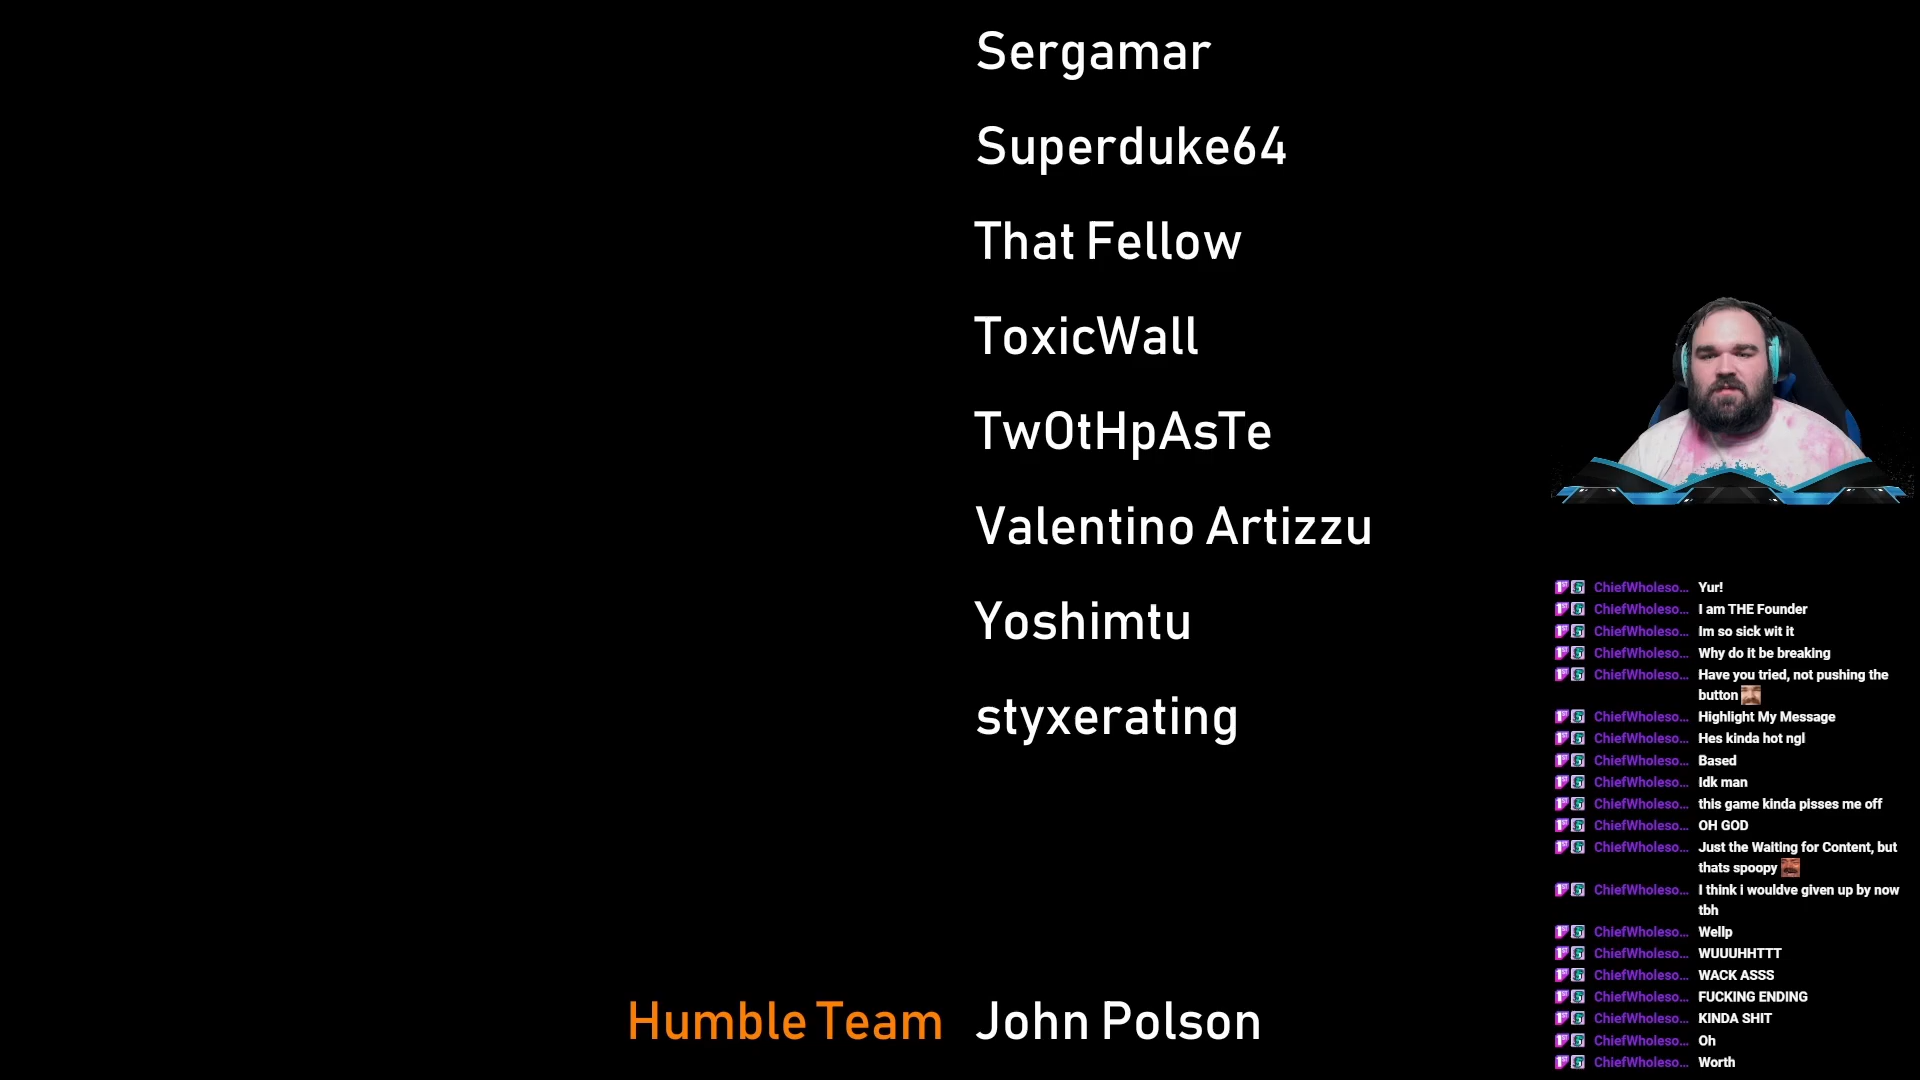 Sergamar
Superduke64
That Fellow
ToxicWall
TwOtHpAsTe
Valentino Artizzu
Yoshimtu
styxerating
Humble Team John Polson
ChiefWholeso... Yur!
ChiefWholeso... I am THE Founder
ChiefWholeso... Im so sick wit it
ChiefWholeso... Why do it be breaking
ChiefWholeso... Have you tried, not pushing the
button
ChiefWholeso... Highlight My Message
ChiefWholeso... Hes kinda hot ngl
ChiefWholeso... Based
ChiefWholeso... Idk man
ChiefWholeso... this game kinda pisses me off
ChiefWholeso... OH GOD
ChiefWholeso... Just the Waiting for Content, but
thats spoopy
ChiefWholeso... I think i wouldve given up by now
tbh
ChiefWholeso... Wellp
ChiefWholeso... WUUUHHTTT
ChiefWholeso... WACK ASSS
ChiefWholeso... FUCKING ENDING
ChiefWholeso... KINDA SHIT
ChiefWholeso... Oh
ChiefWholeso... Worth